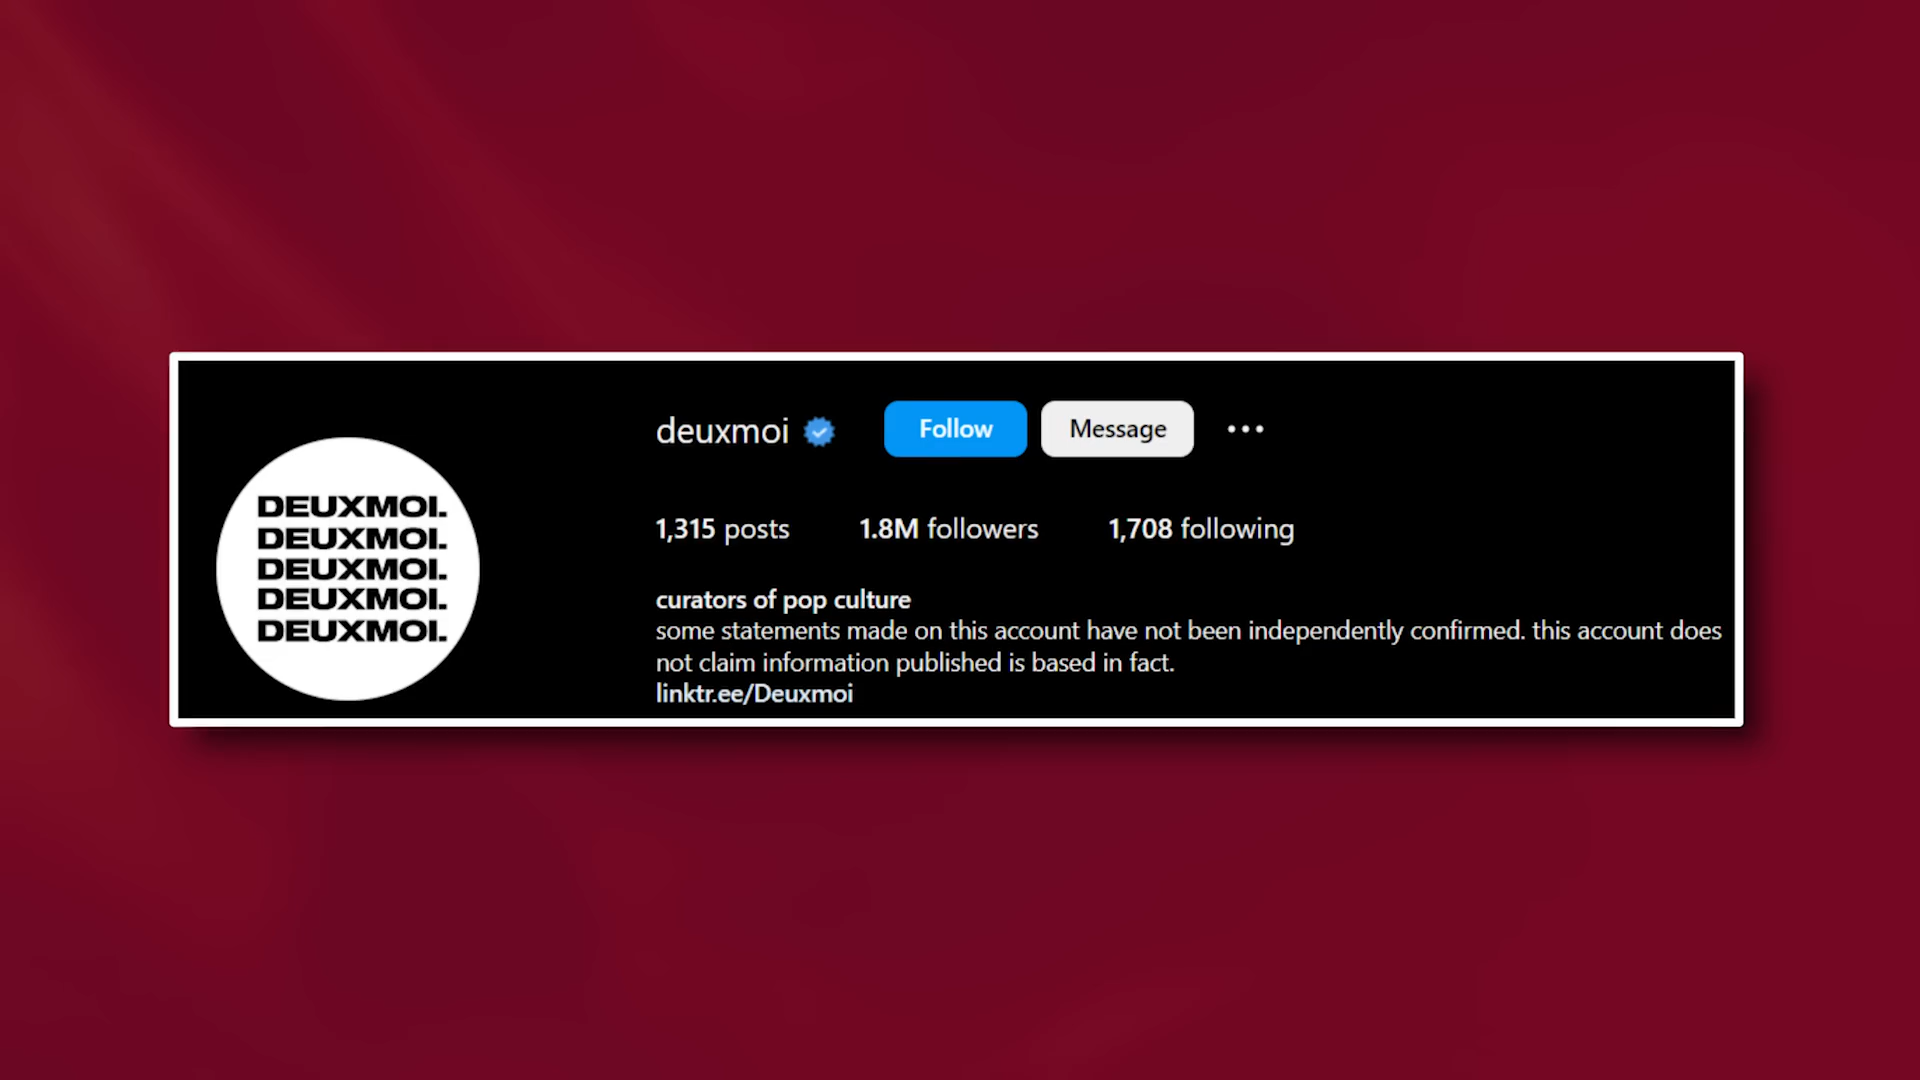 deuxmoi
Follow
Message
DEUXMOI.
DEUXMOI.
DEUXMOI.
DEUXMOI.
DEUXMOI.
1,315 posts
1.8M followers
1,708 following
curators of pop culture
some statements made on this account have not been independently confirmed. this account does
not claim information published is based in fact.
linktr.ee/Deuxmoi